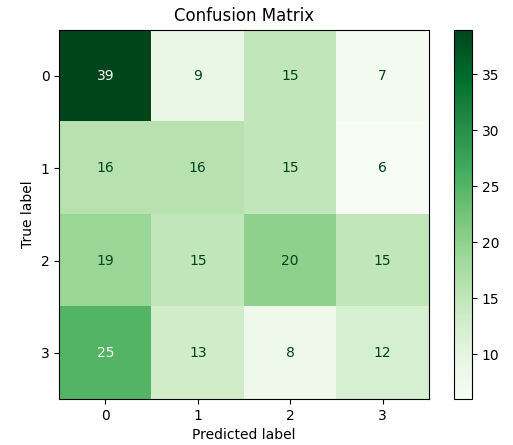 Confusion Matrix
0 39 9 15 7
1 16 16 15 6
2 19 15 20 15
3 25 13 8 12
0 1 2 3
True label
Predicted label
35
30
25
20
15
10